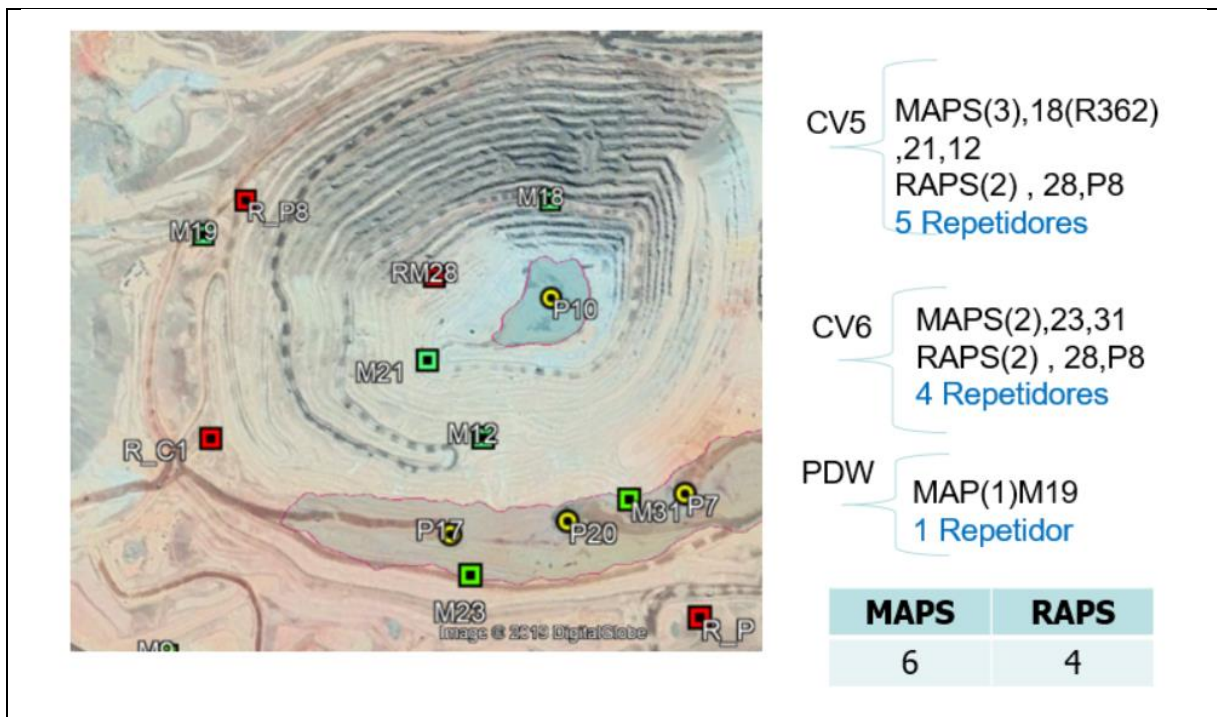 M18
R_P8
M19
RM28
P10
M21
M12
R_C1
M31
P7
P17
P20
M23
Image © 2019 DigitalGlobe
R_P
CV5
MAPS(3),18(R362)
,21,12
RAPS(2) , 28,P8
5 Repetidores
CV6
MAPS(2),23,31
RAPS(2) , 28,P8
4 Repetidores
PDW
MAP(1)M19
1 Repetidor
MAPS RAPS
6 4